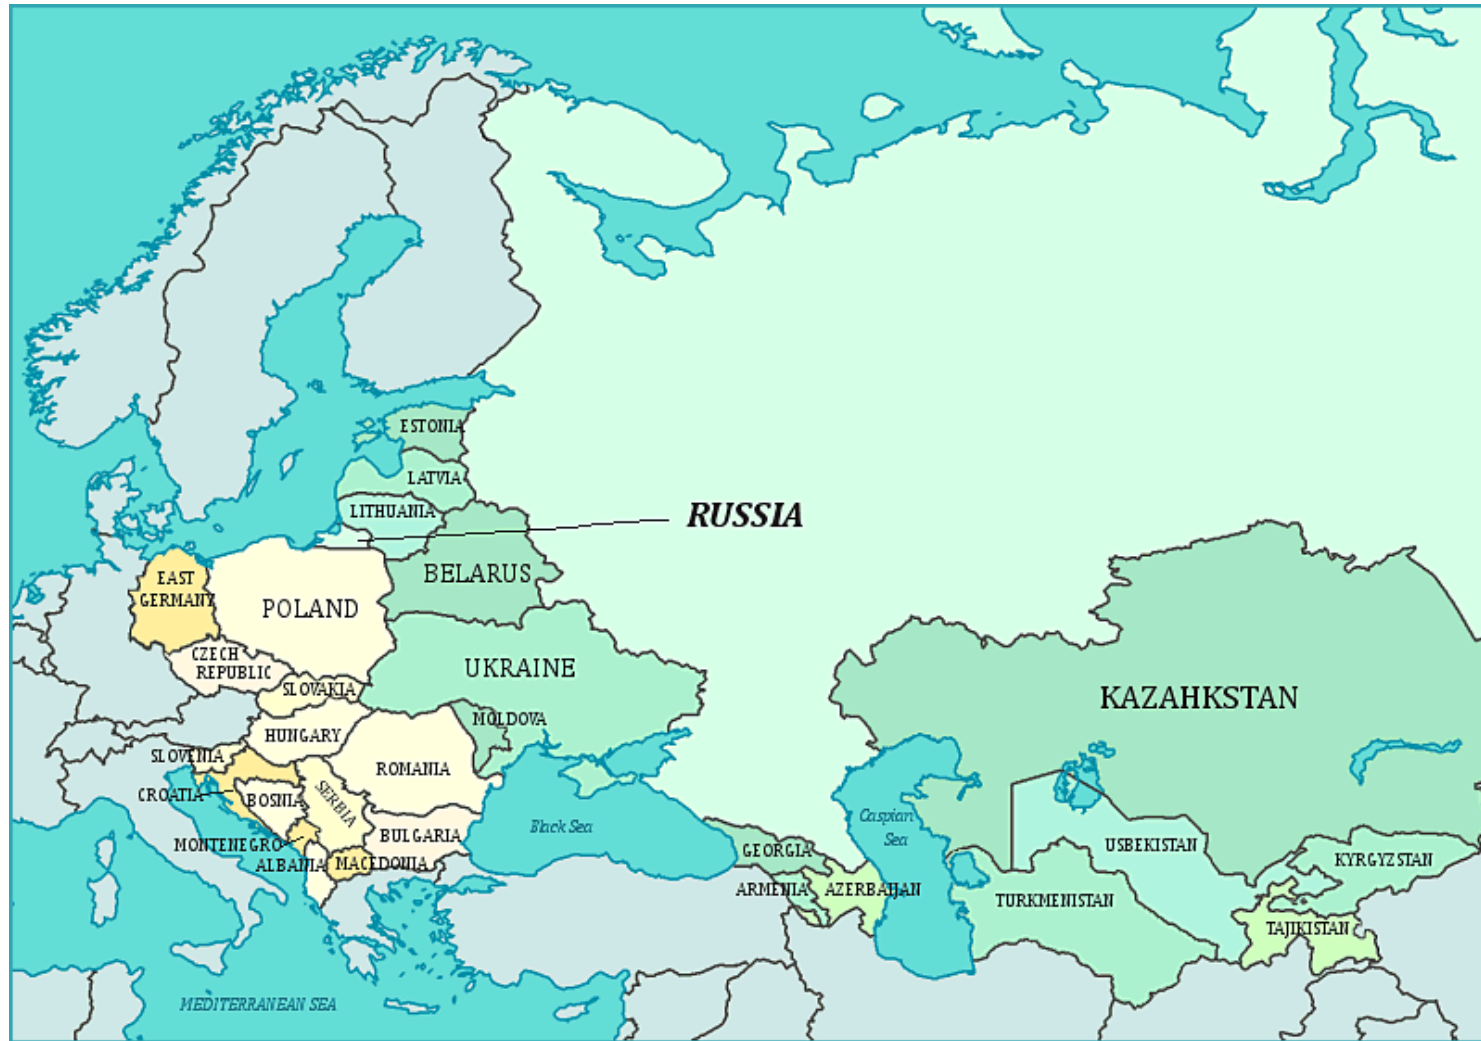 ESTONIA
LATVIA
LITHUANIA
RUSSIA
BELARUS
EAST
GERMANY
POLAND
CZECH
REPUBLIC
UKRAINE
SLOVAKIA
KAZAHKSTAN
MOLDOVA
HUNGARY
SLOVENIA
ROMANIA
CROATIA
BOSNIA
SERBIA
Black Sea
Caspian
Sea
BULGARIA
MONTENEGRO
USBEKISTAN
GEORGIA
KYRGYZSTAN
ALBANIA
MACEDONIA
ARMENIA
AZERBAIJAN
TURKMENISTAN
TAJIKISTAN
MEDITERRANEAN SEA